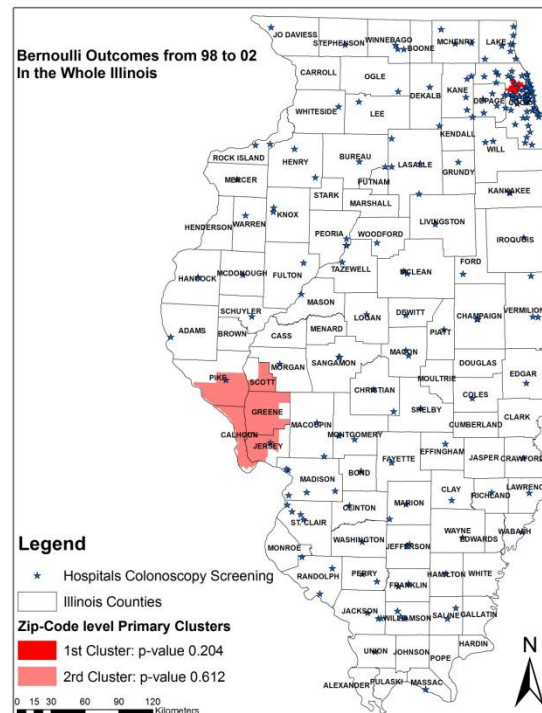 Bernoulli Outcomes from 98 to 02
In the Whole Illinois
JO DAVIESS
STEPHENSON
WINNEBAGO
BOONE
MCHENRY
LAKE
CARROLL
OGLE
DEKALB
KANE
DUPAGE
COOK
WHITESIDE
LEE
KENDALL
WILL
ROCK ISLAND
HENRY
BUREAU
LASALLE
GRUNDY
MERCER
PUTNAM
KANKAKEE
STARK
MARSHALL
HENDERSON
WARREN
KNOX
LIVINGSTON
PEORIA
WOODFORD
IROQUOIS
TAZEWELL
MCLEAN
FORD
HANCOCK
MCDONOUGH
FULTON
MASON
SCHUYLER
LOGAN
DEWITT
CHAMPAIGN
VERMILION
ADAMS
BROWN
CASS
MENARD
PIATT
MORGAN
SANGAMON
MACON
DOUGLAS
PIKE
SCOTT
MOULTRIE
EDGAR
CHRISTIAN
COLES
GREENE
SHELBY
CLARK
MACOUPIN
CUMBERLAND
CALHOUN
MONTGOMERY
JERSEY
FAYETTE
EFFINGHAM
JASPER
CRAWFORD
MADISON
BOND
CLAY
RICHLAND
LAWRENCE
CLINTON
MARION
ST. CLAIR
WAYNE
WABASH
MONROE
WASHINGTON
JEFFERSON
EDWARDS
RANDOLPH
PERRY
HAMILTON
WHITE
FRANKLIN
JACKSON
WILLIAMSON
SALINE
GALLATIN
UNION
JOHNSON
POPE
HARDIN
ALEXANDER
PULASKI
MASSAC
Legend
Hospitals Colonoscopy Screening
Illinois Counties
Zip-Code level Primary Clusters
1st Cluster: p-value 0.204
2rd Cluster: p-value 0.612
0 15 30 60 90 120
Kilometers
N